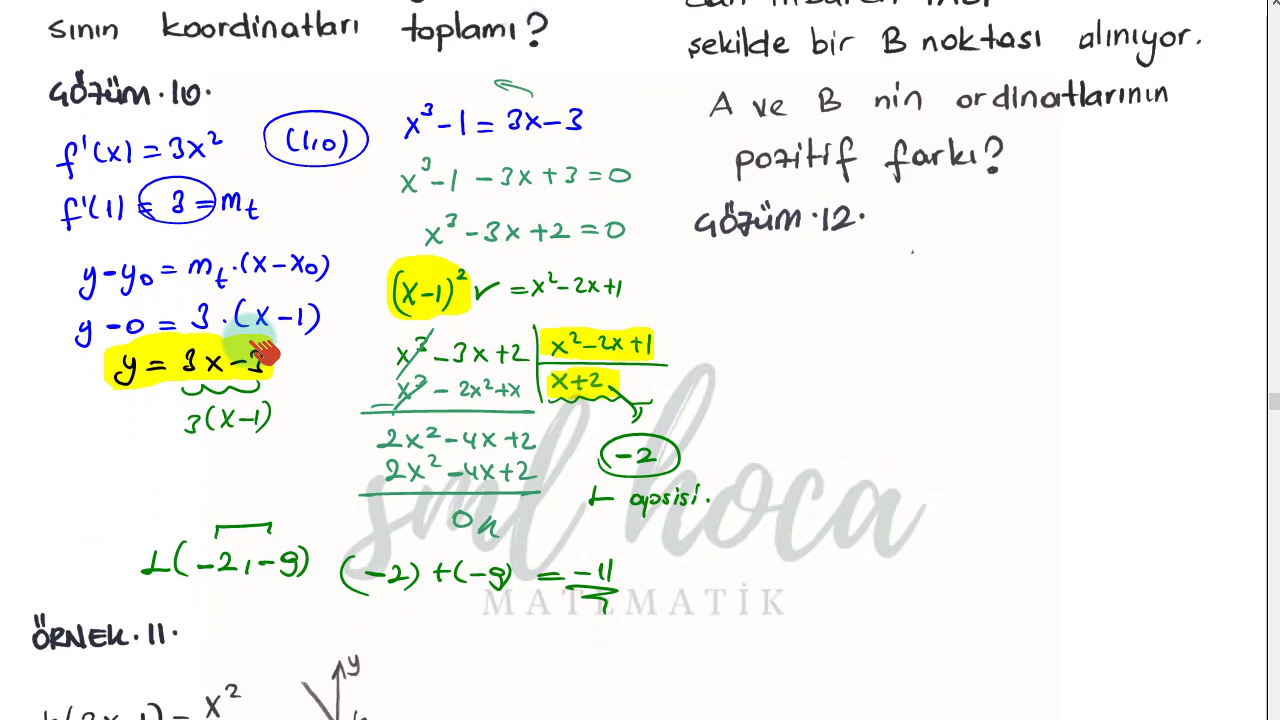 sının koordinatları toplamı?
Çözüm.10.
f'(x) = 3x²
(1,0)
f'(1) = 3 = mₜ
y-y₀ = mₜ.(x-x₀)
y-0 = 3.(x-1)
y = 3x-3
3(x-1)
x³-1 = 3x-3
x³-1-3x+3=0
x³-3x+2=0
(x-1)² ✓ = x²-2x+1
x³-3x+2 | x²-2x+1
x³-2x²+x | x+2
2x²-4x+2
2x²-4x+2
0
-2
L apsisi.
L(-2,-9) (-2)+(-9) = -11
sml hoca
MATEMATİK
ÖRNEK.11.
x²
y
şekilde bir B noktası alınıyor.
A ve B nin ordinatlarının
pozitif farkı?
Çözüm.12.